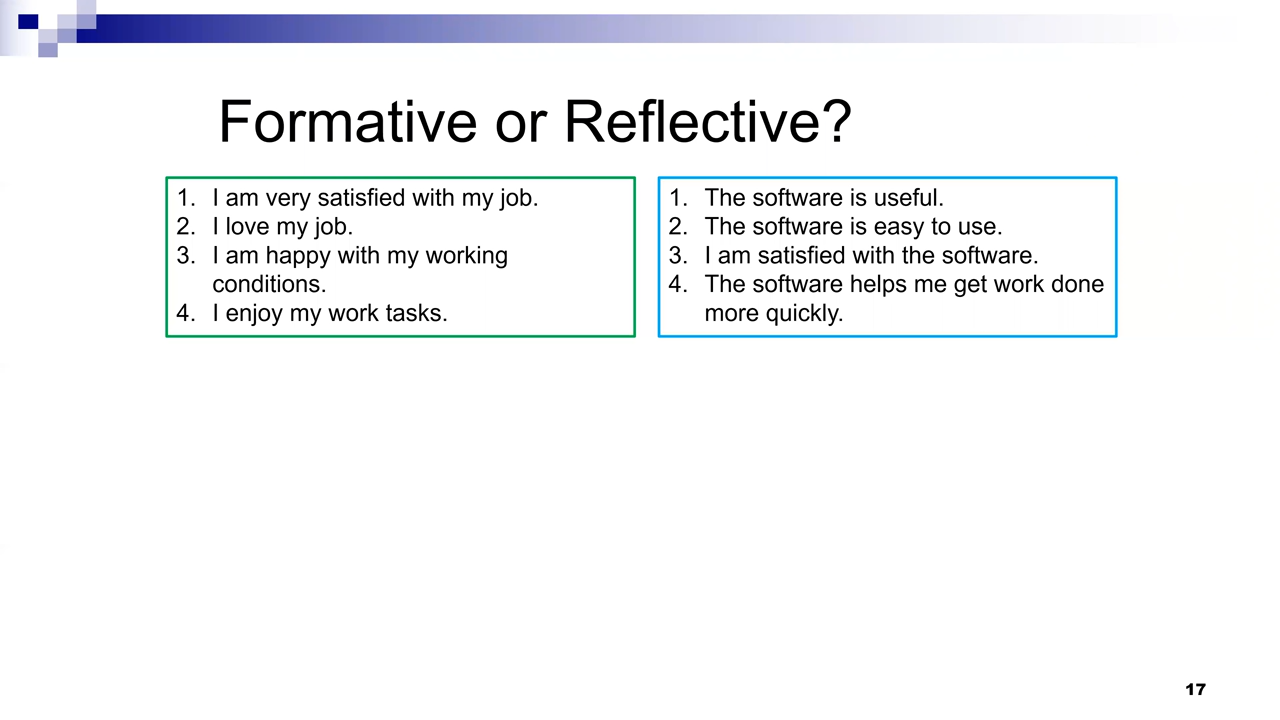 Formative or Reflective?
1. I am very satisfied with my job.
2. I love my job.
3. I am happy with my working
conditions.
4. I enjoy my work tasks.
1. The software is useful.
2. The software is easy to use.
3. I am satisfied with the software.
4. The software helps me get work done
more quickly.
17